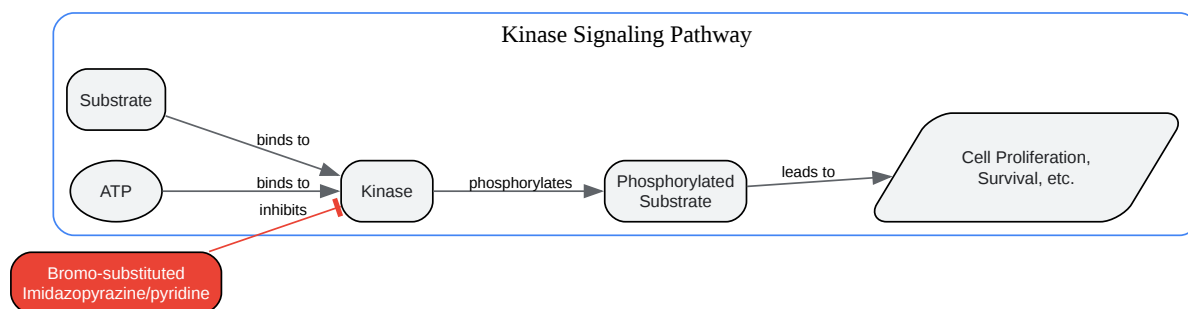 Kinase Signaling Pathway
Substrate
binds to
ATP
binds to
inhibits
Kinase
phosphorylates
Phosphorylated
Substrate
leads to
Cell Proliferation,
Survival, etc.
Bromo-substituted
Imidazopyrazine/pyridine